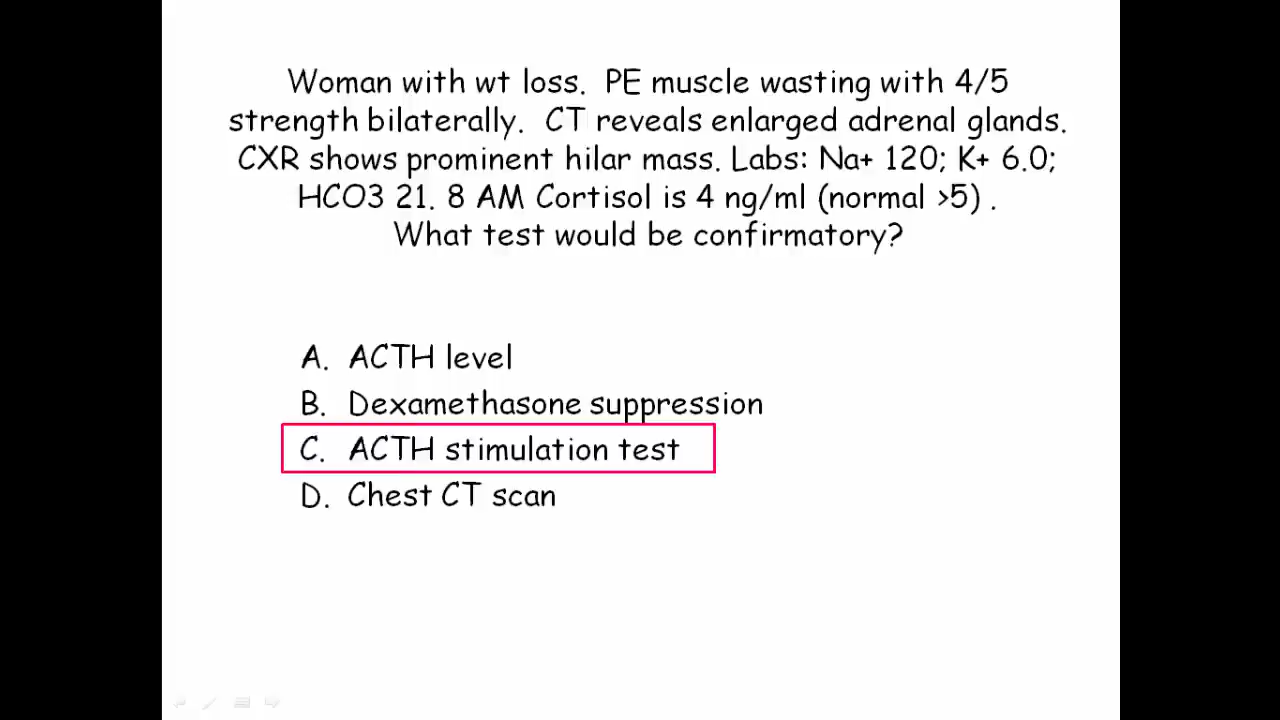 Woman with wt loss. PE muscle wasting with 4/5
strength bilaterally. CT reveals enlarged adrenal glands.
CXR shows prominent hilar mass. Labs: Na+ 120; K+ 6.0;
HCO3 21. 8 AM Cortisol is 4 ng/ml (normal >5) .
What test would be confirmatory?
A. ACTH level
B. Dexamethasone suppression
C. ACTH stimulation test
D. Chest CT scan